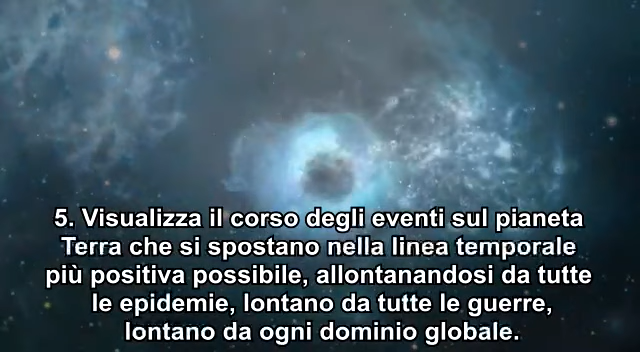 5. Visualizza il corso degli eventi sul pianeta
Terra che si spostano nella linea temporale
più positiva possibile, allontanandosi da tutte
le epidemie, lontano da tutte le guerre,
lontano da ogni dominio globale.